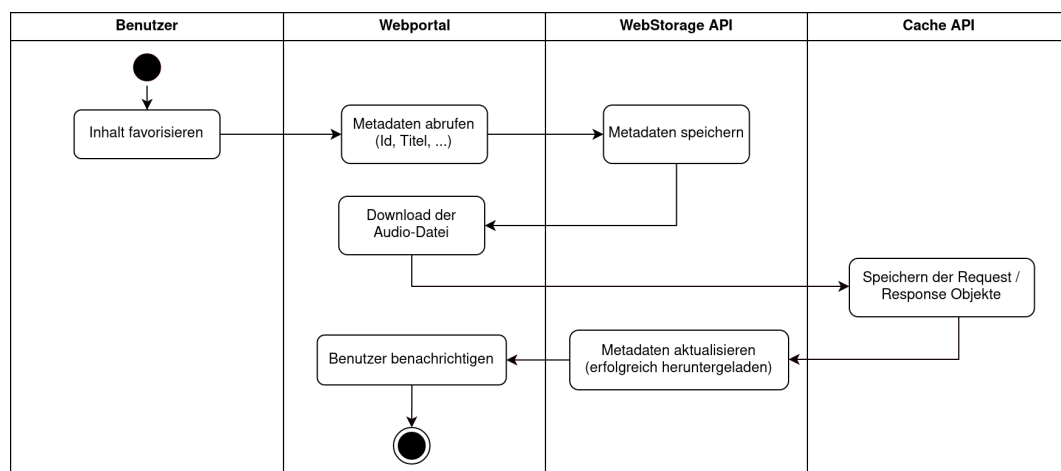 Benutzer
Webportal
WebStorage API
Cache API
Inhalt favorisieren
Metadaten abrufen
(Id, Titel, ...)
Metadaten speichern
Download der
Audio-Datei
Speichern der Request /
Response Objekte
Metadaten aktualisieren
(erfolgreich heruntergeladen)
Benutzer benachrichtigen